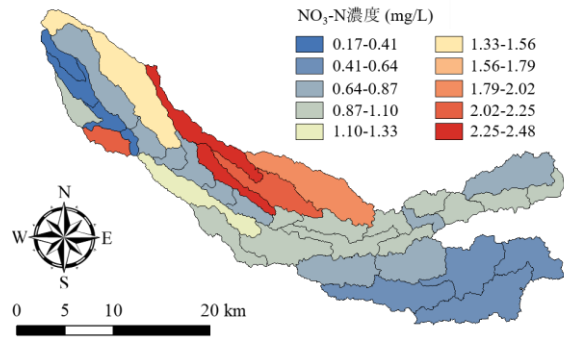 NO₃-N濃度 (mg/L)
0.17-0.41
0.41-0.64
0.64-0.87
0.87-1.10
1.10-1.33
1.33-1.56
1.56-1.79
1.79-2.02
2.02-2.25
2.25-2.48
N
W E
S
0 5 10 20 km